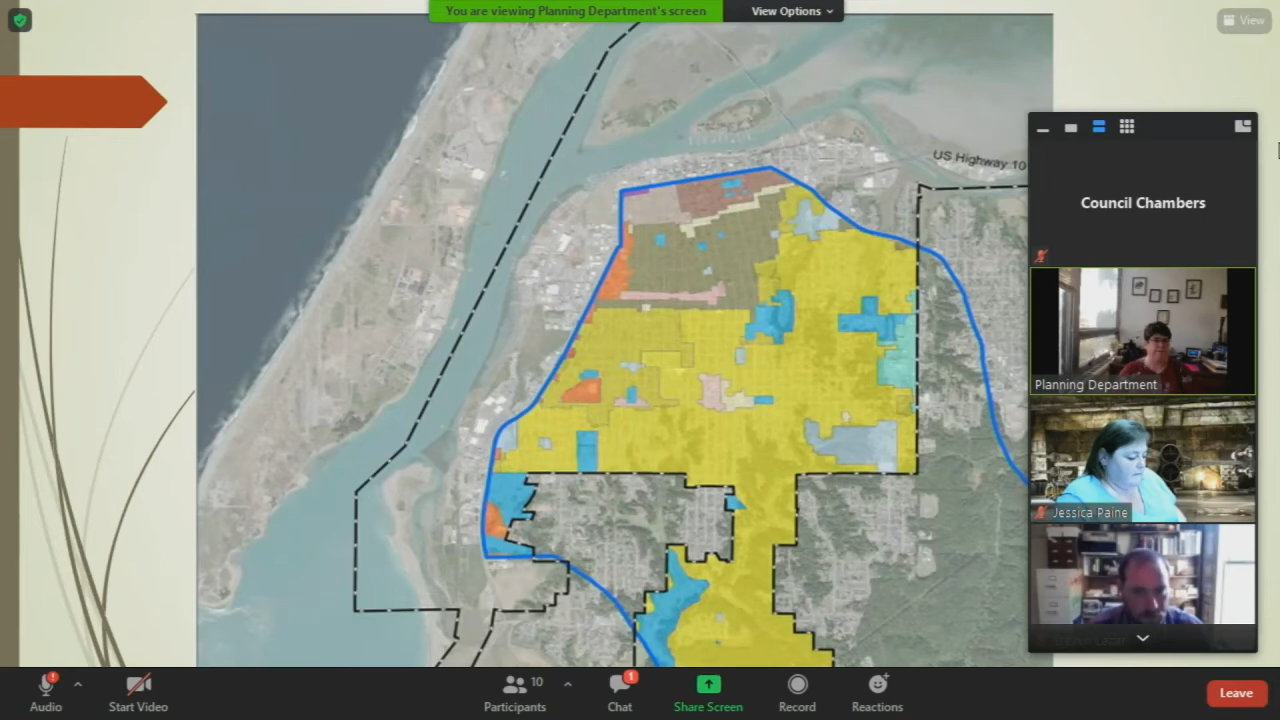 You are viewing Planning Department's screen
View Options
View
US Highway 10
Council Chambers
Planning Department
Jessica Paine
Audio
Start Video
10
Participants
1
Chat
Share Screen
Record
Reactions
Leave